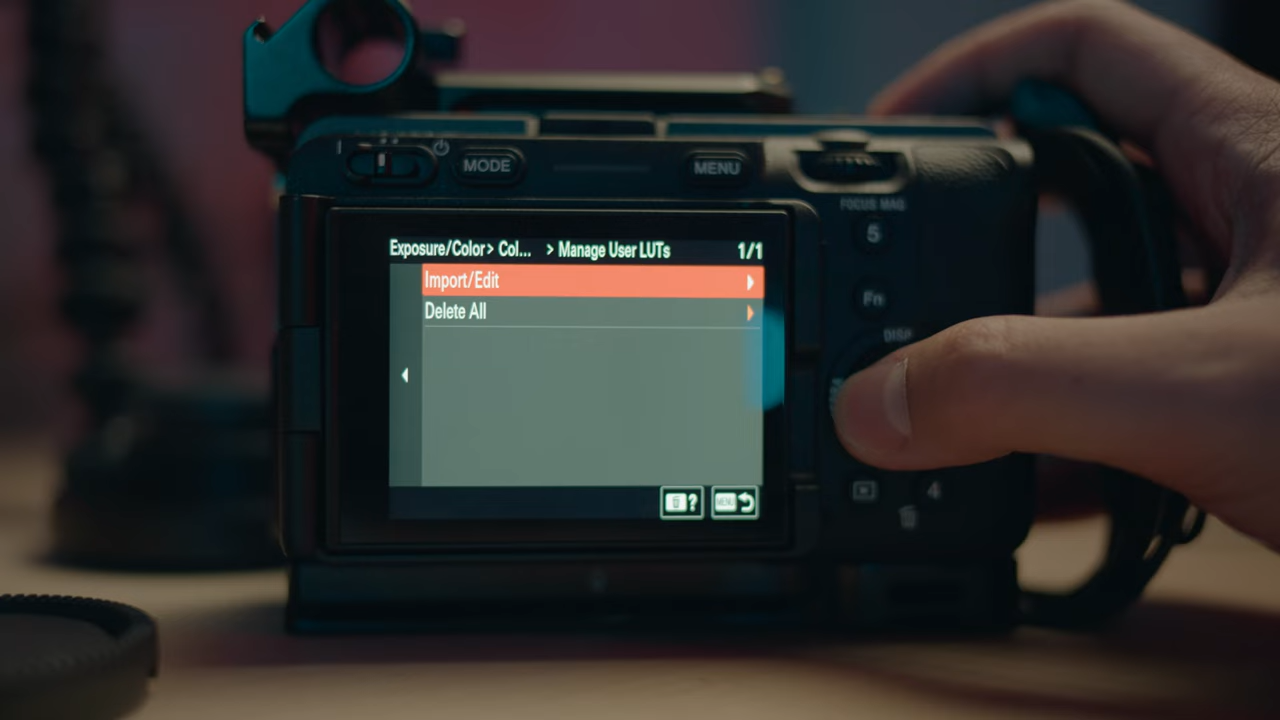 MODE
MENU
FOCUS MAG
5
Exposure/Color> Col... > Manage User LUTs 1/1
Import/Edit
Delete All
Fn
DISP
4
? MENU